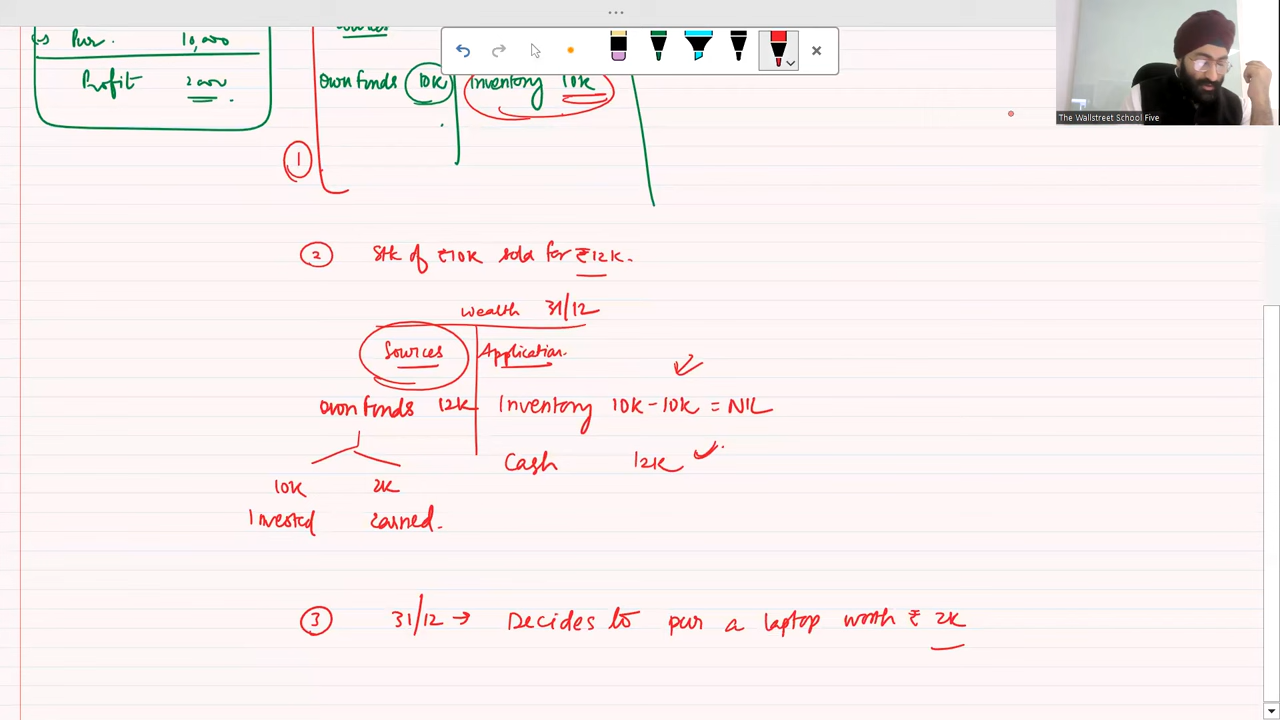 Pur. 10,000
Profit 2000
Sources
Own Funds 10K Inventory 10K
The Wallstreet School Five
1
2 Stk of ₹10K sold for ₹12K.
Wealth 31/12
Sources Application.
Own Funds 12K Inventory 10K - 10K = NIL
Cash 12K
10K 2K
Invested Earned.
3 31/12 → Decides to pur a laptop worth ₹ 2K